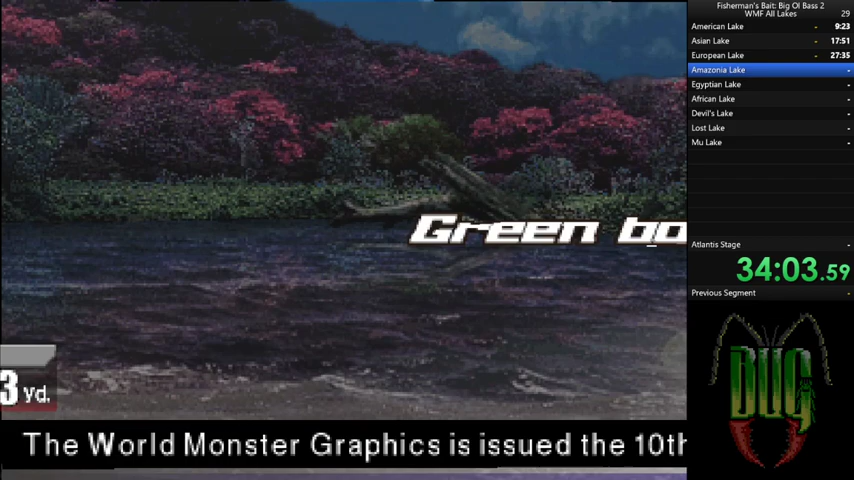 Fisherman's Bait: Big Ol Bass 2
WMF All Lakes 29
American Lake - 9:23
Asian Lake - 17:51
European Lake - 27:35
Amazonia Lake -
Egyptian Lake -
African Lake -
Devil's Lake -
Lost Lake -
Mu Lake -
Green bo
Atlantis Stage -
34:03.59
Previous Segment -
3 yd.
BUG
The World Monster Graphics is issued the 10th